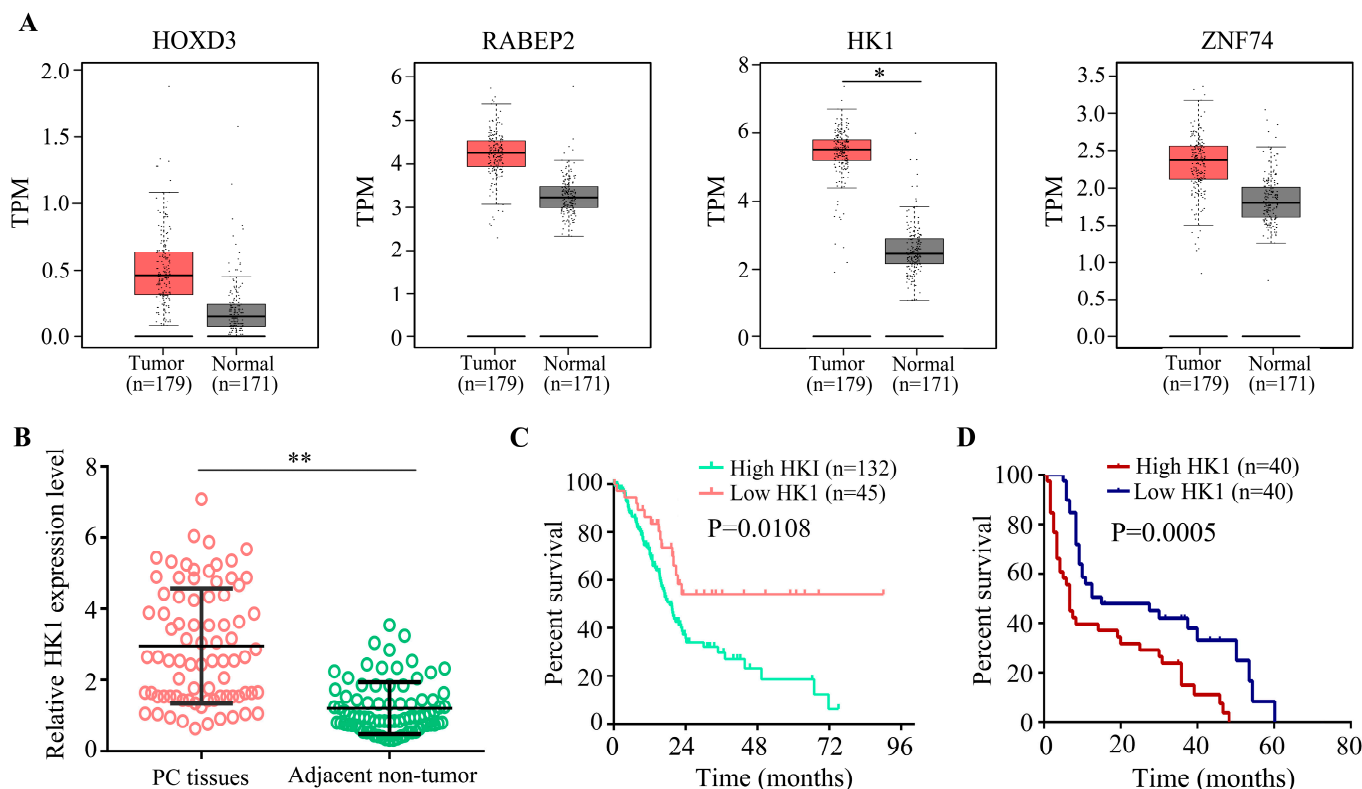 A
HOXD3
RABEP2
HK1
ZNF74
TPM
2.0
1.5
1.0
0.5
0.0
Tumor
(n=179)
Normal
(n=171)
TPM
6
5
4
3
2
1
0
Tumor
(n=179)
Normal
(n=171)
TPM
8
6
4
2
0
*
Tumor
(n=179)
Normal
(n=171)
TPM
3.5
3.0
2.5
2.0
1.5
1.0
0.5
0.0
Tumor
(n=179)
Normal
(n=171)
B
Relative HK1 expression level
8
6
4
2
0
**
PC tissues
Adjacent non-tumor
C
High HKI (n=132)
Low HK1 (n=45)
P=0.0108
Percent survival
100
80
60
40
20
0
0 24 48 72 96
Time (months)
D
High HK1 (n=40)
Low HK1 (n=40)
P=0.0005
Percent survival
100
80
60
40
20
0
0 20 40 60 80
Time (months)